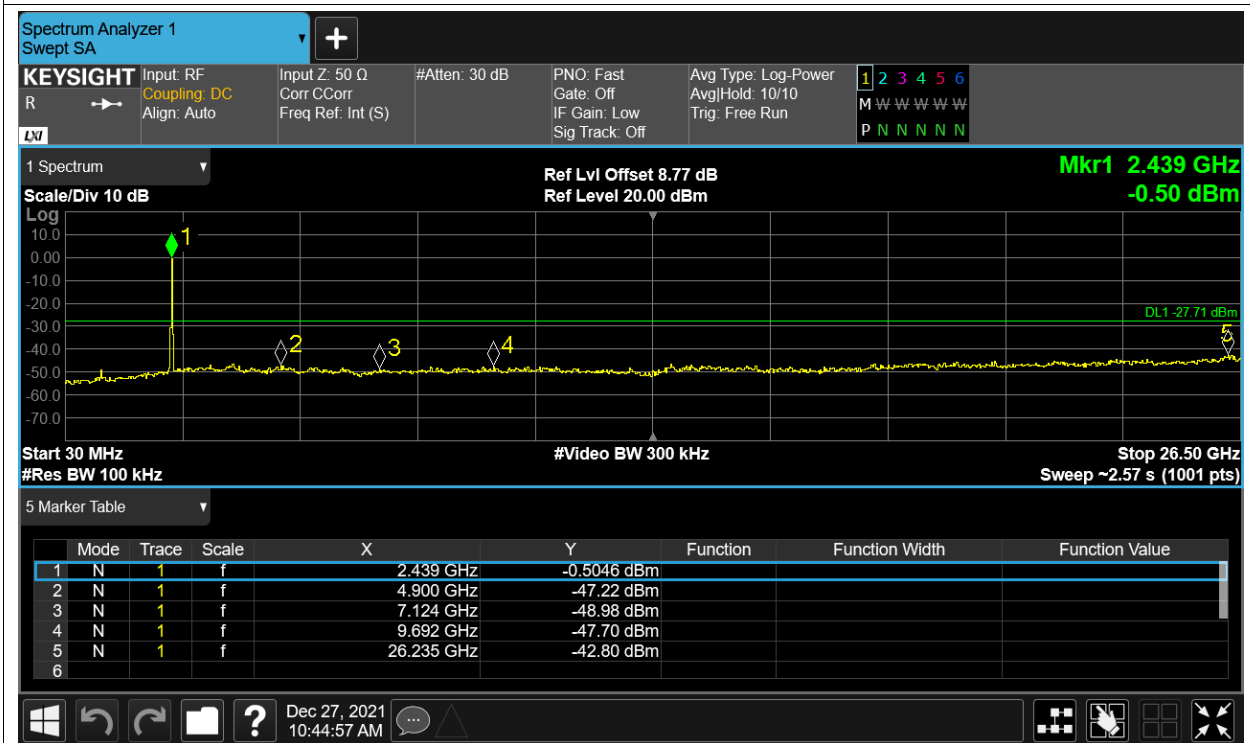 Spectrum Analyzer 1
Swept SA
KEYSIGHT Input: RF Input Z: 50 Ω #Atten: 30 dB PNO: Fast Avg Type: Log-Power 1 2 3 4 5 6
R Coupling: DC Corr CCorr Gate: Off Avg|Hold: 10/10 M W W W W W
Align: Auto Freq Ref: Int (S) IF Gain: Low Trig: Free Run
LXI Sig Track: Off P N N N N N
1 Spectrum Ref Lvl Offset 8.77 dB Mkr1 2.439 GHz
Scale/Div 10 dB Ref Level 20.00 dBm -0.50 dBm
Log
10.0
0.00
-10.0
-20.0
-30.0
-40.0
-50.0
-60.0
-70.0
1
2
3
4
5
DL1 -27.71 dBm
Start 30 MHz #Video BW 300 kHz Stop 26.50 GHz
#Res BW 100 kHz Sweep ~2.57 s (1001 pts)
5 Marker Table
Mode Trace Scale X Y Function Function Width Function Value
1 N 1 f 2.439 GHz -0.5046 dBm
2 N 1 f 4.900 GHz -47.22 dBm
3 N 1 f 7.124 GHz -48.98 dBm
4 N 1 f 9.692 GHz -47.70 dBm
5 N 1 f 26.235 GHz -42.80 dBm
6
? Dec 27, 2021
10:44:57 AM